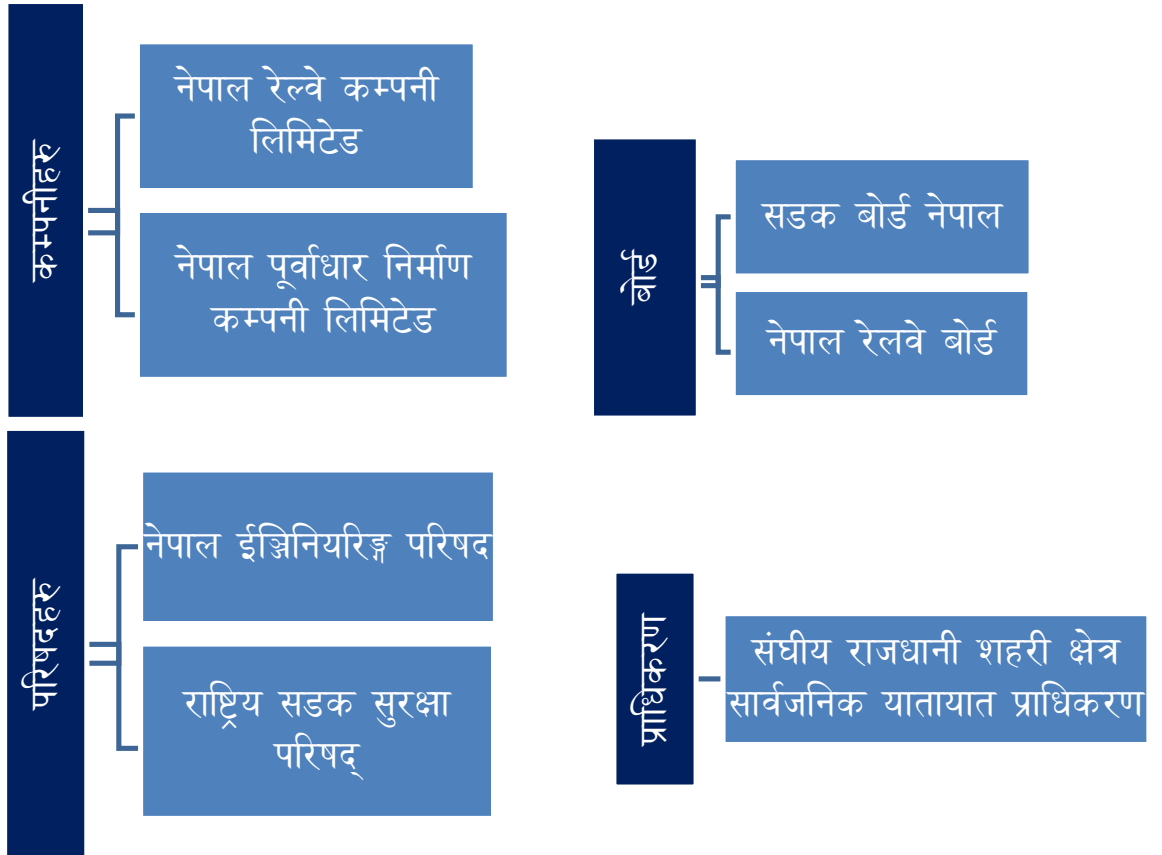 कम्पनीहरु
नेपाल रेल्वे कम्पनी
लिमिटेड
नेपाल पूर्वाधार निर्माण
कम्पनी लिमिटेड
बोर्ड
सडक बोर्ड नेपाल
नेपाल रेलवे बोर्ड
परिषदहरु
नेपाल ईञ्जिनियरिङ्ग परिषद
राष्ट्रिय सडक सुरक्षा
परिषद्
प्राधिकरण
संघीय राजधानी शहरी क्षेत्र
सार्वजनिक यातायात प्राधिकरण